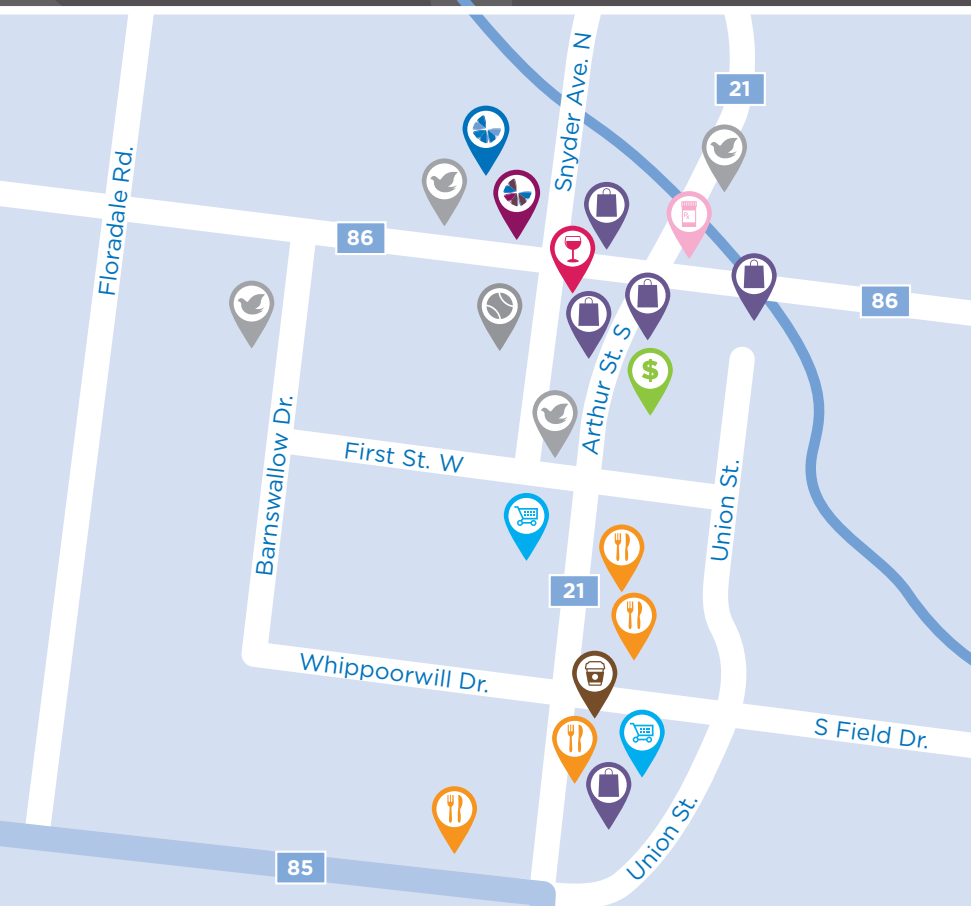 Snyder Ave. N
21
Floradale Rd.
86
86
$
Arthur St. S
First St. W
Barnswallow Dr.
Union St.
21
Whippoorwill Dr.
S Field Dr.
Union St.
85